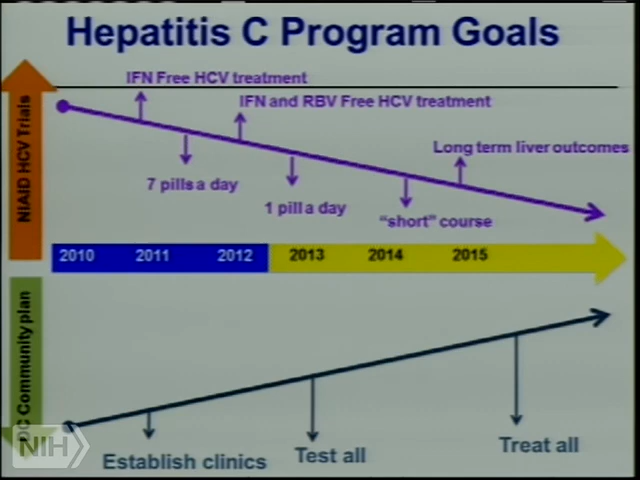 Hepatitis C Program Goals
IFN Free HCV treatment
IFN and RBV Free HCV treatment
Long term liver outcomes
7 pills a day
1 pill a day
“short” course
NIAID HCV Trials
2010 2011 2012 2013 2014 2015
DC Community plan
Establish clinics
Test all
Treat all
NIH